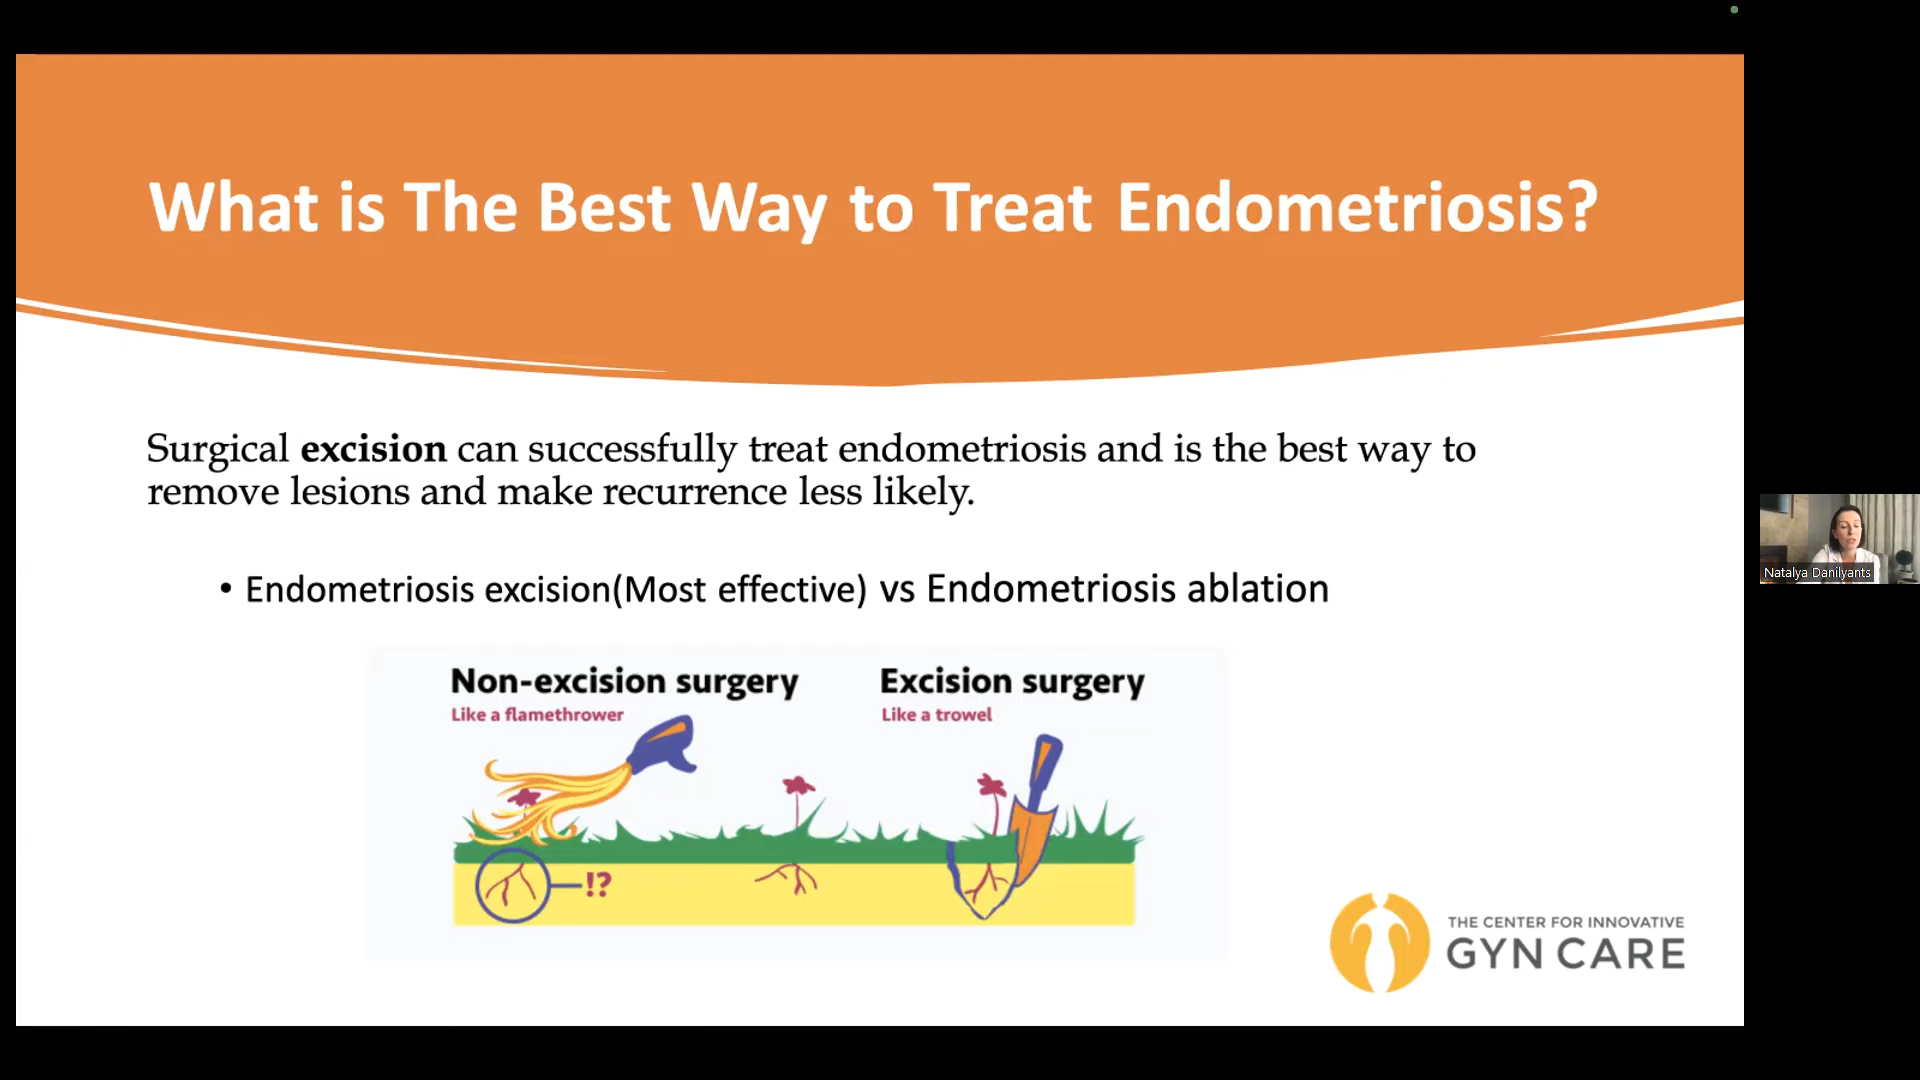 What is The Best Way to Treat Endometriosis?
Surgical excision can successfully treat endometriosis and is the best way to
remove lesions and make recurrence less likely.
• Endometriosis excision(Most effective) vs Endometriosis ablation
Non-excision surgery
Like a flamethrower
Excision surgery
Like a trowel
!?
THE CENTER FOR INNOVATIVE
GYN CARE
Natalya Danilyants